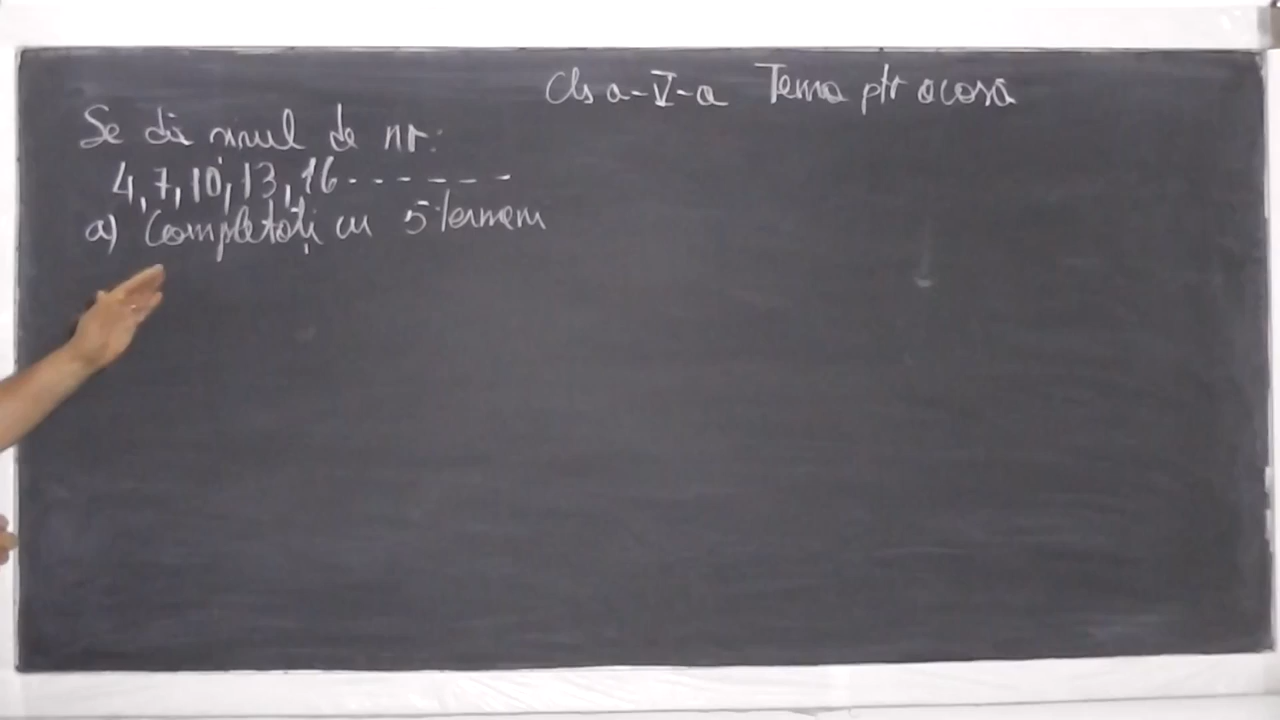 cls a-V-a Tema ptr acasă
Se dă șirul de nr:
4, 7, 10, 13, 16 - - - - - - -
a) Completați cu 5 termeni